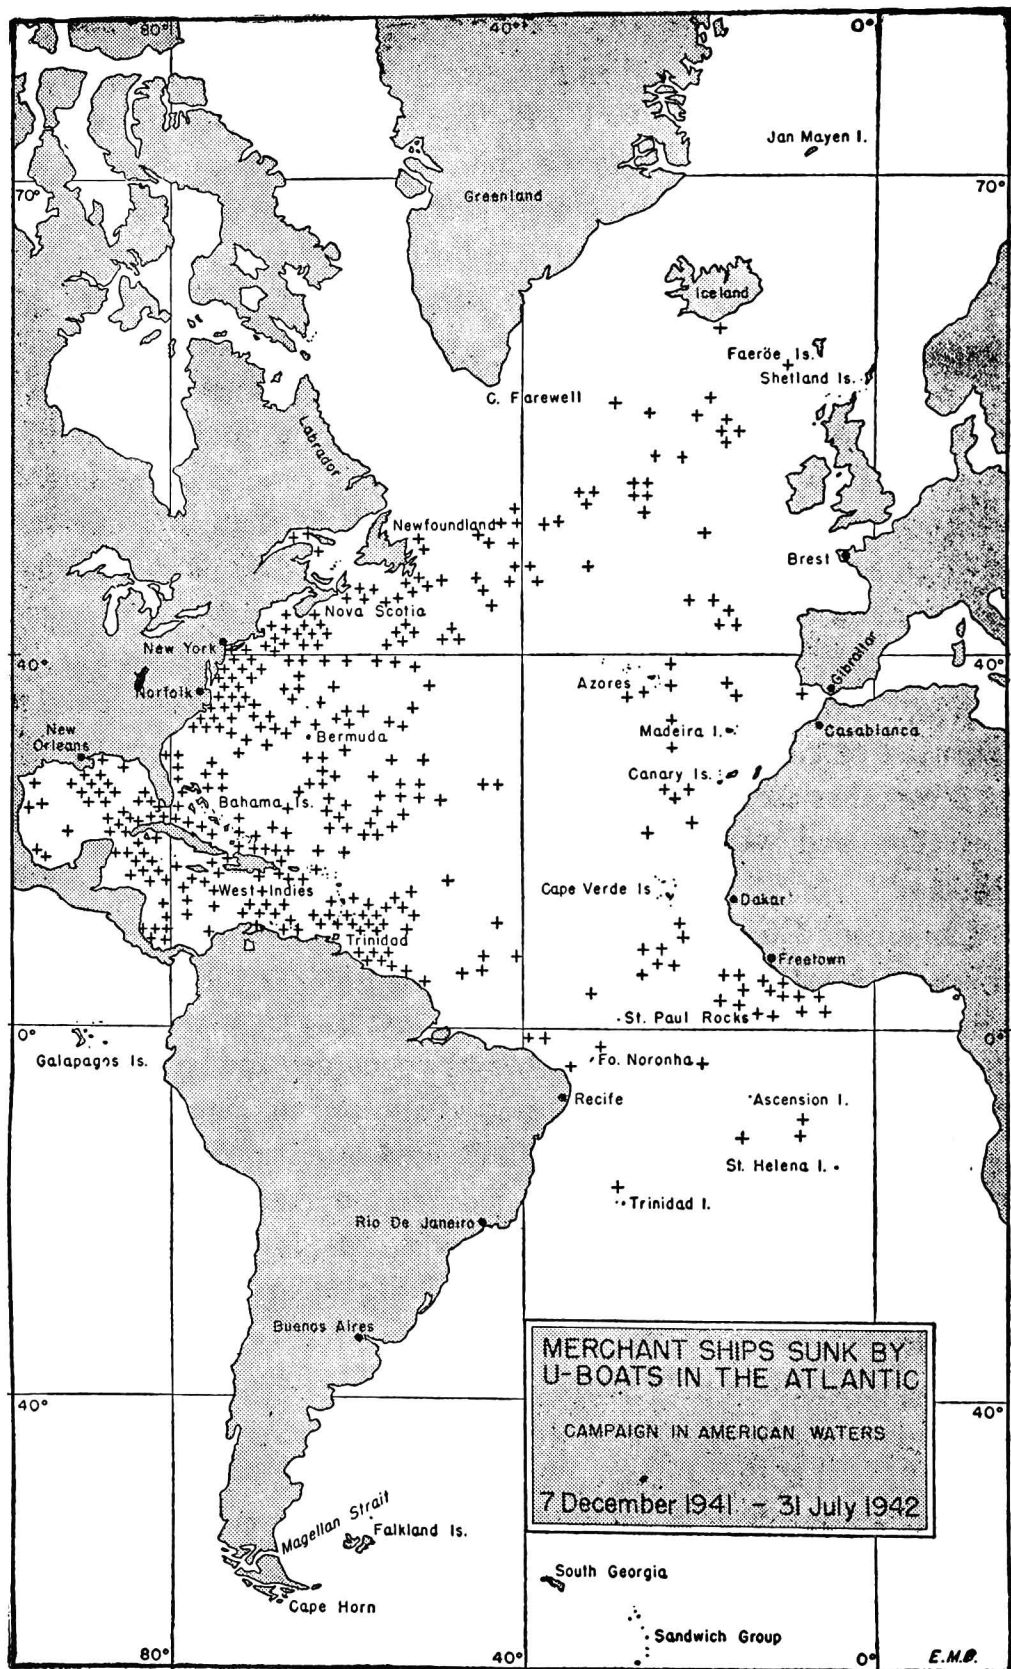 80°
40°
0°
Jan Mayen I.
70°
70°
Greenland
Iceland
Faeröe Is.
Shetland Is.
C. Farewell
Labrador
Newfoundland
Brest
Nova Scotia
New York
40°
40°
Gibraltar
Azores
Norfolk
New
Orleans
Bermuda
Madeira I.
Casablanca
Canary Is.
Bahama Is.
West Indies
Cape Verde Is
Dakar
Trinidad
Freetown
St. Paul Rocks
0°
0°
Galapagos Is.
Fo. Noronha
Recife
Ascension I.
St. Helena I.
Trinidad I.
Rio De Janeiro
Buenos Aires
MERCHANT SHIPS SUNK BY
U-BOATS IN THE ATLANTIC
CAMPAIGN IN AMERICAN WATERS
7 December 1941 - 31 July 1942
40°
40°
Magellan Strait
Falkland Is.
South Georgia
Cape Horn
Sandwich Group
80°
40°
0°